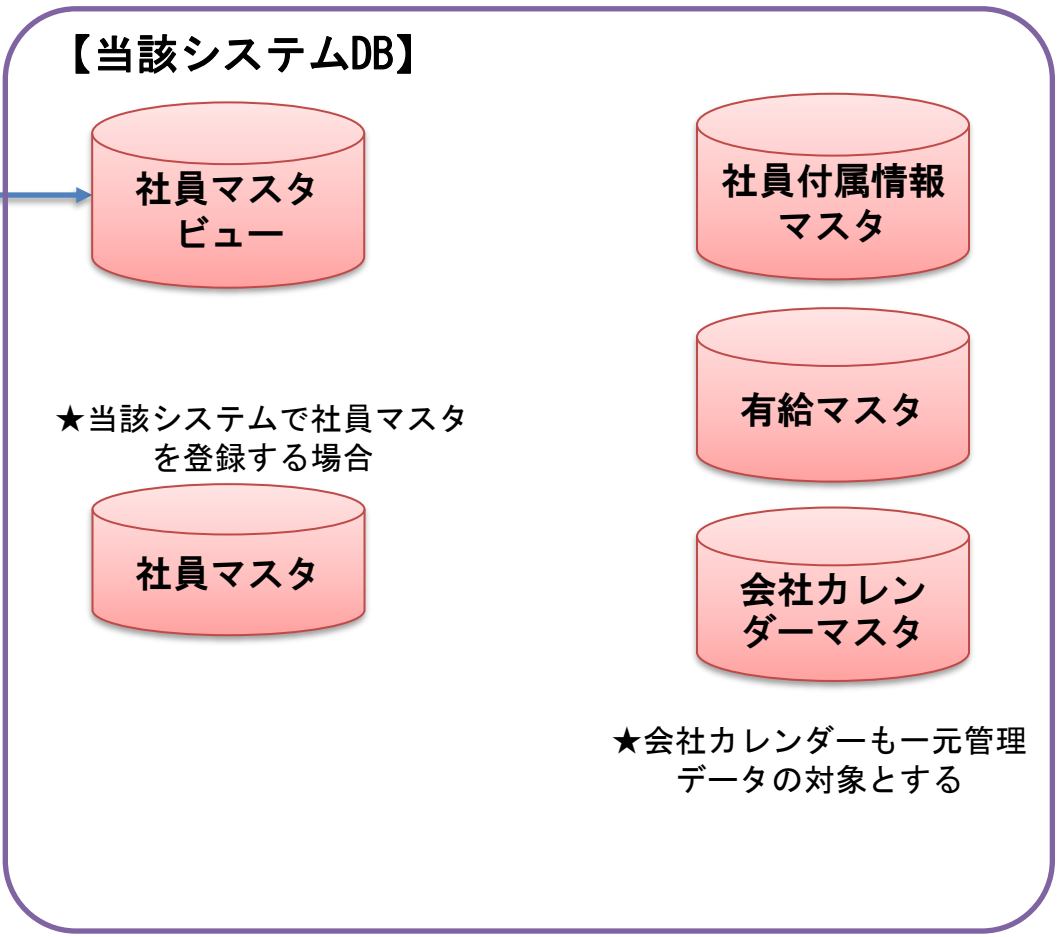 【当該システムDB】
社員マスタ
ビュー
★当該システムで社員マスタ
を登録する場合
社員マスタ
社員付属情報
マスタ
有給マスタ
会社カレン
ダーマスタ
★会社カレンダーも一元管理
データの対象とする